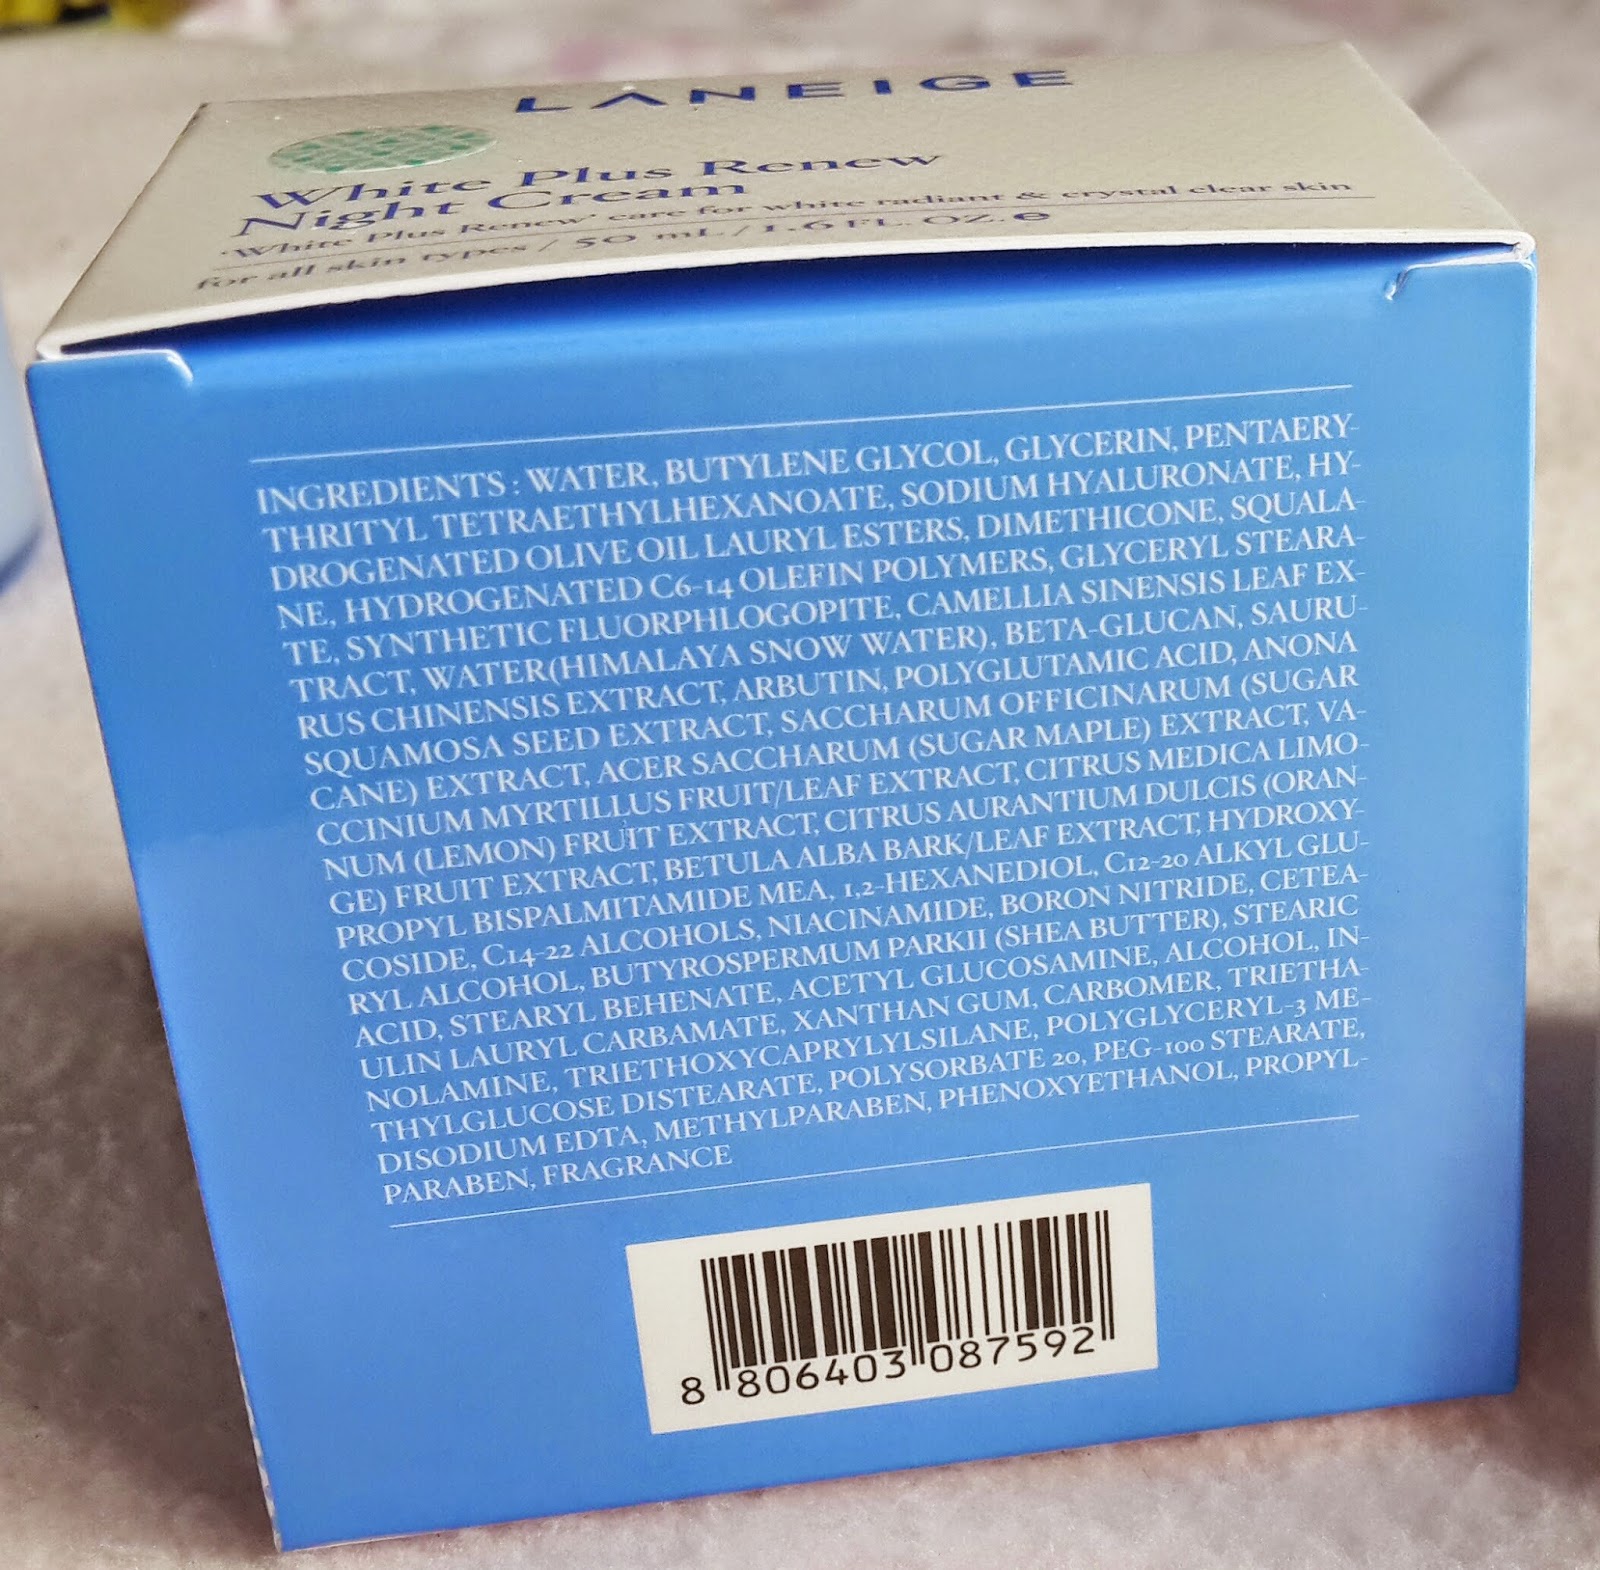 LANEIGE
White Plus Renew
Night Cream
·White Plus Renew' care for white radiant & crystal clear skin
for all skin types / 50 mL / 1.6 FL. OZ. ℮
INGREDIENTS : WATER, BUTYLENE GLYCOL, GLYCERIN, PENTAERY-
THRITYL TETRAETHYLHEXANOATE, SODIUM HYALURONATE, HY-
DROGENATED OLIVE OIL LAURYL ESTERS, DIMETHICONE, SQUALA-
NE, HYDROGENATED C6-14 OLEFIN POLYMERS, GLYCERYL STEARA-
TE, SYNTHETIC FLUORPHLOGOPITE, CAMELLIA SINENSIS LEAF EX-
TRACT, WATER(HIMALAYA SNOW WATER), BETA-GLUCAN, SAURU-
RUS CHINENSIS EXTRACT, ARBUTIN, POLYGLUTAMIC ACID, ANONA
SQUAMOSA SEED EXTRACT, SACCHARUM OFFICINARUM (SUGAR
CANE) EXTRACT, ACER SACCHARUM (SUGAR MAPLE) EXTRACT, VA-
CCINIUM MYRTILLUS FRUIT/LEAF EXTRACT, CITRUS MEDICA LIMO-
NUM (LEMON) FRUIT EXTRACT, CITRUS AURANTIUM DULCIS (ORAN-
GE) FRUIT EXTRACT, BETULA ALBA BARK/LEAF EXTRACT, HYDROXY-
PROPYL BISPALMITAMIDE MEA, 1,2-HEXANEDIOL, C12-20 ALKYL GLU-
COSIDE, C14-22 ALCOHOLS, NIACINAMIDE, BORON NITRIDE, CETEA-
RYL ALCOHOL, BUTYROSPERMUM PARKII (SHEA BUTTER), STEARIC
ACID, STEARYL BEHENATE, ACETYL GLUCOSAMINE, ALCOHOL, IN-
ULIN LAURYL CARBAMATE, XANTHAN GUM, CARBOMER, TRIETHA-
NOLAMINE, TRIETHOXYCAPRYLYLSILANE, POLYGLYCERYL-3 ME-
THYLGLUCOSE DISTEARATE, POLYSORBATE 20, PEG-100 STEARATE,
DISODIUM EDTA, METHYLPARABEN, PHENOXYETHANOL, PROPYL-
PARABEN, FRAGRANCE
8 806403 087592